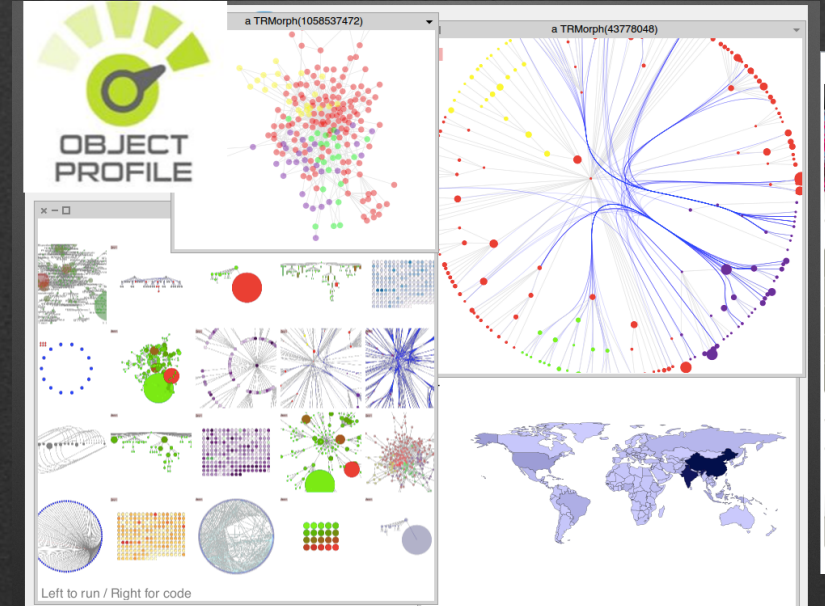 a TRMorph(1058537472)
a TRMorph(43778048)
OBJECT
PROFILE
Left to run / Right for code